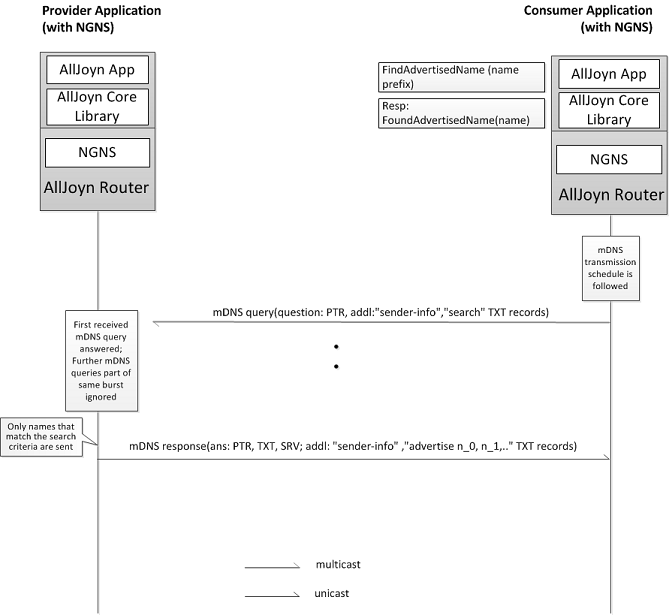 Provider Application
(with NGNS)
Consumer Application
(with NGNS)
AllJoyn App
AllJoyn Core
Library
NGNS
AllJoyn Router
FindAdvertisedName (name
prefix)
Resp:
FoundAdvertisedName(name)
AllJoyn App
AllJoyn Core
Library
NGNS
AllJoyn Router
mDNS
transmission
schedule is
followed
mDNS query(question: PTR, addl:"sender-info","search" TXT records)
First received
mDNS query
answered;
Further mDNS
queries part of
same burst
ignored
Only names that
match the search
criteria are sent
mDNS response(ans: PTR, TXT, SRV; addl: "sender-info" ,"advertise n_0, n_1,.." TXT records)
multicast
unicast